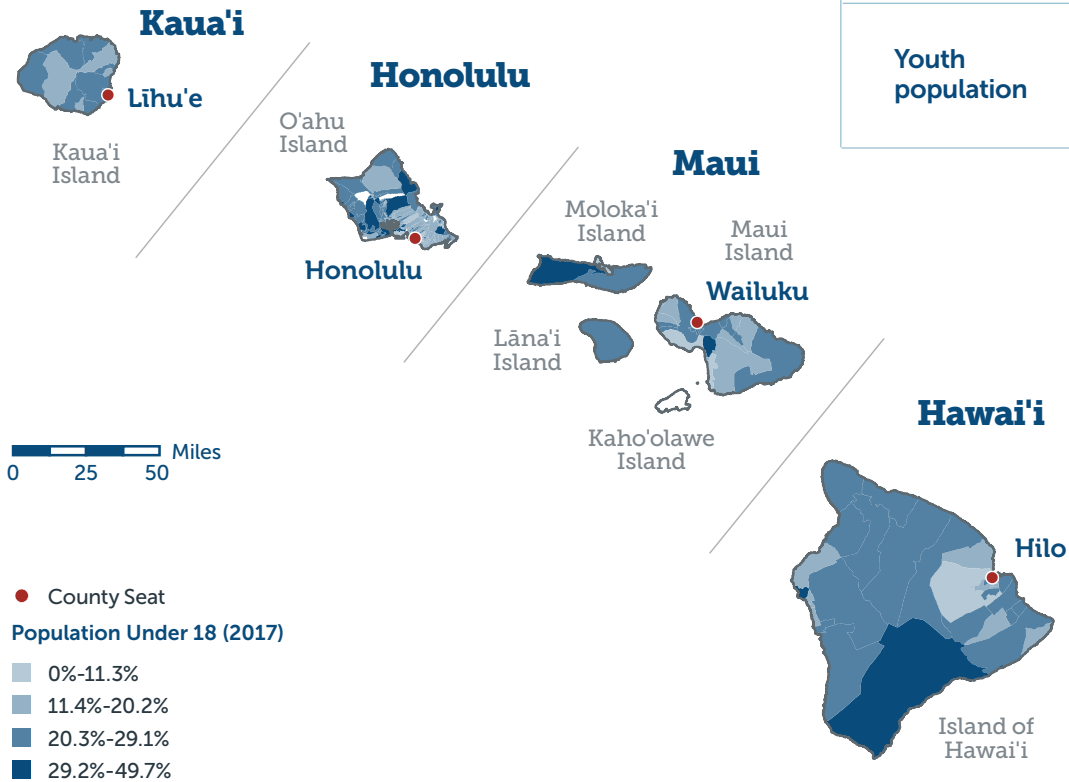 Kaua'i
Līhu'e
Kaua'i
Island
Honolulu
O'ahu
Island
Honolulu
Youth
population
Maui
Moloka'i
Island
Maui
Island
Wailuku
Lāna'i
Island
Kaho'olawe
Island
Hawai'i
Hilo
Island of
Hawai'i
Miles
0 25 50
County Seat
Population Under 18 (2017)
0%-11.3%
11.4%-20.2%
20.3%-29.1%
29.2%-49.7%